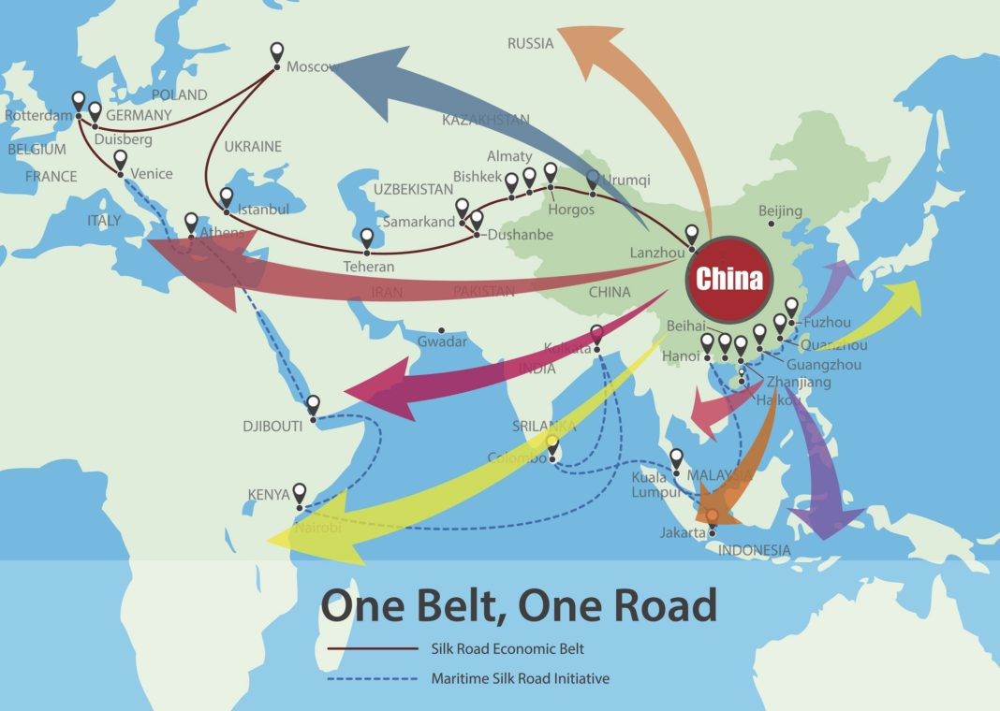 RUSSIA
Moscow
POLAND
Rotterdam
GERMANY
KAZAKHSTAN
Duisberg
BELGIUM
UKRAINE
Almaty
FRANCE
Venice
Bishkek
Urumqi
UZBEKISTAN
Istanbul
Horgos
Beijing
ITALY
Samarkand
Athens
Dushanbe
Lanzhou
Teheran
China
IRAN
PAKISTAN
CHINA
Fuzhou
Beihai
Gwadar
Kolkata
Quanzhou
Hanoi
INDIA
Guangzhou
Zhanjiang
Haikou
DJIBOUTI
SRILANKA
Colombo
Kuala
Lumpur
MALAYSIA
KENYA
Nairobi
Jakarta
INDONESIA
One Belt, One Road
Silk Road Economic Belt
Maritime Silk Road Initiative